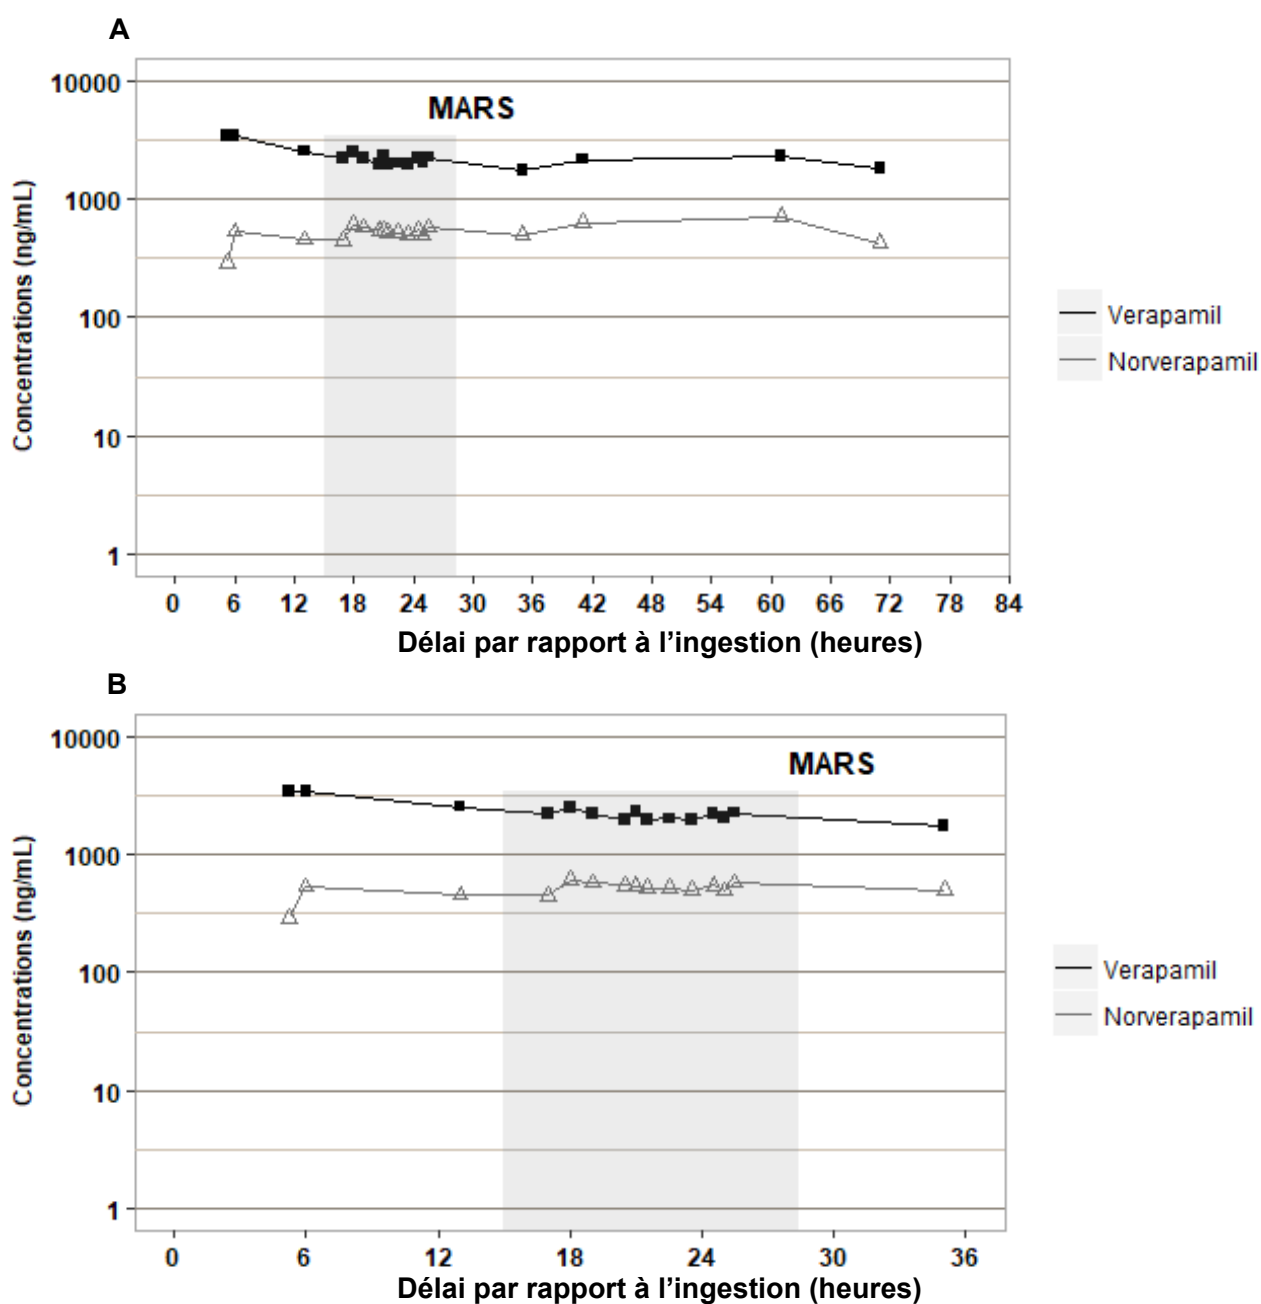 A
MARS
10000
1000
100
10
1
Concentrations (ng/mL)
0 6 12 18 24 30 36 42 48 54 60 66 72 78 84
Délai par rapport à l’ingestion (heures)
Verapamil
Norverapamil
B
MARS
10000
1000
100
10
1
Concentrations (ng/mL)
0 6 12 18 24 30 36
Délai par rapport à l’ingestion (heures)
Verapamil
Norverapamil